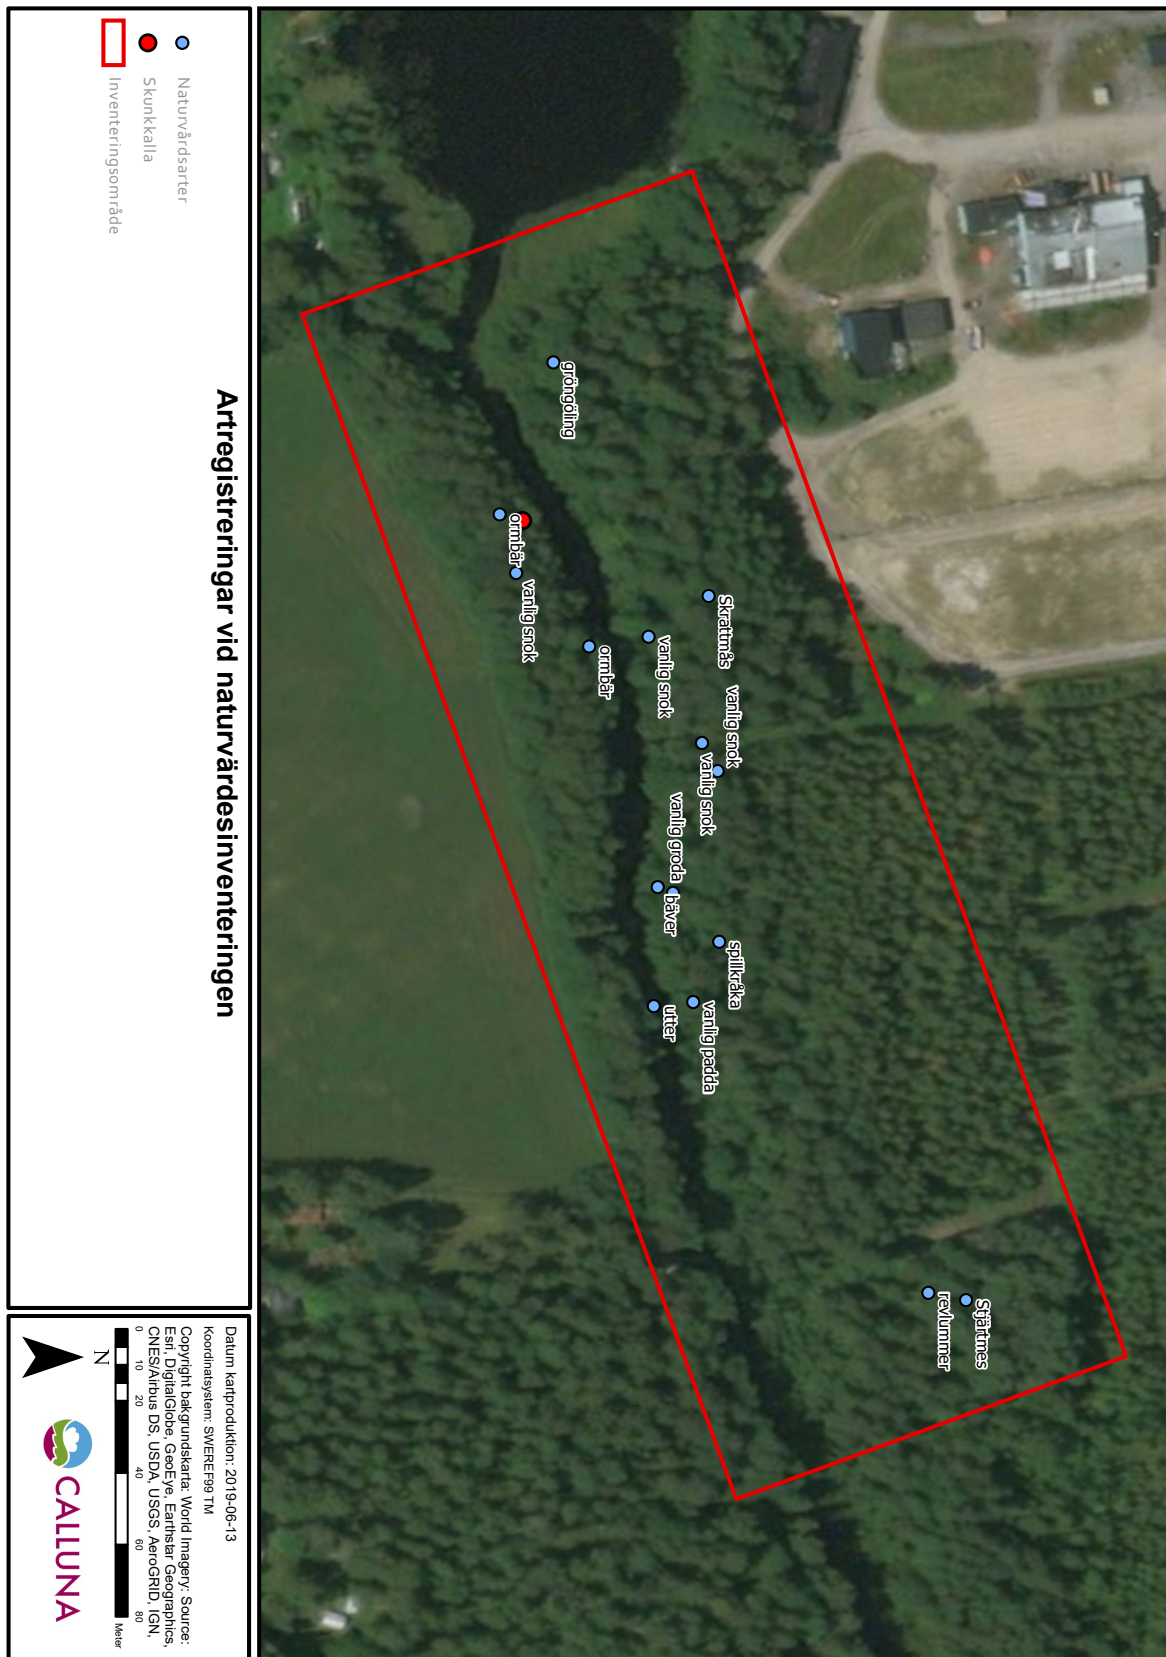 gröngöling
ormbär
vanlig snok
ormbär
Skrattmås
vanlig snok
vanlig snok
vanlig snok
vanlig groda
bäver
spillkråka
vanlig padda
utter
Stjärtmes
revlummer
Artregistreringar vid naturvärdesinventeringen
Naturvårdsarter
Skunkkalla
Inventeringsområde
Datum kartproduktion: 2019-06-13
Koordinatsystem: SWEREF99 TM
Copyright bakgrundskarta: World Imagery: Source:
Esri, DigitalGlobe, GeoEye, Earthstar Geographics,
CNES/Airbus DS, USDA, USGS, AeroGRID, IGN,
0 10 20 40 60 80
Meter
N
CALLUNA